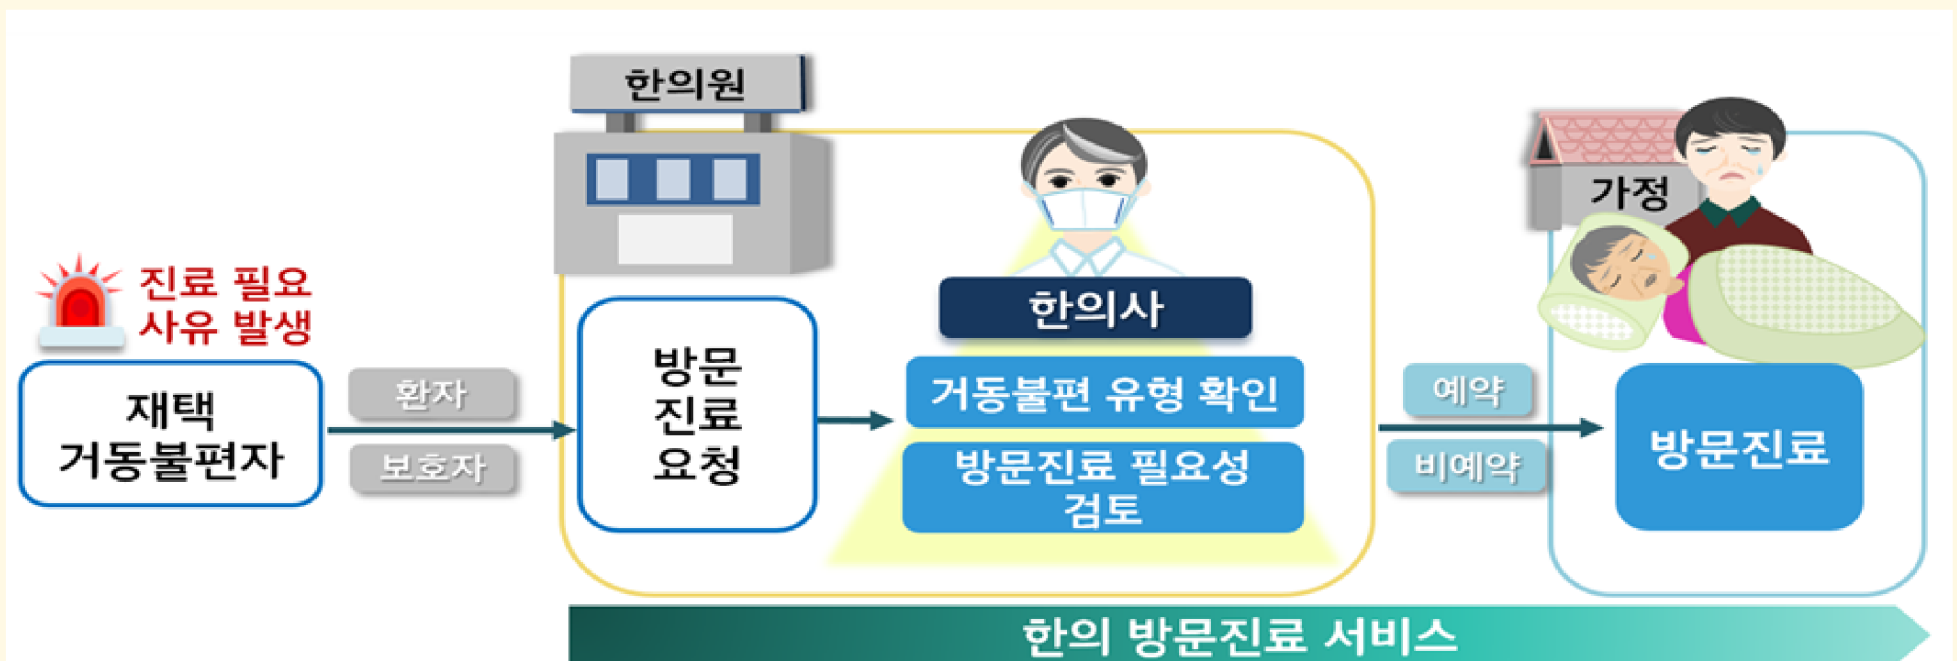 한의원
진료 필요
사유 발생
재택
거동불편자
환자
보호자
방문
진료
요청
한의사
거동불편 유형 확인
방문진료 필요성
검토
예약
비예약
가정
방문진료
한의 방문진료 서비스